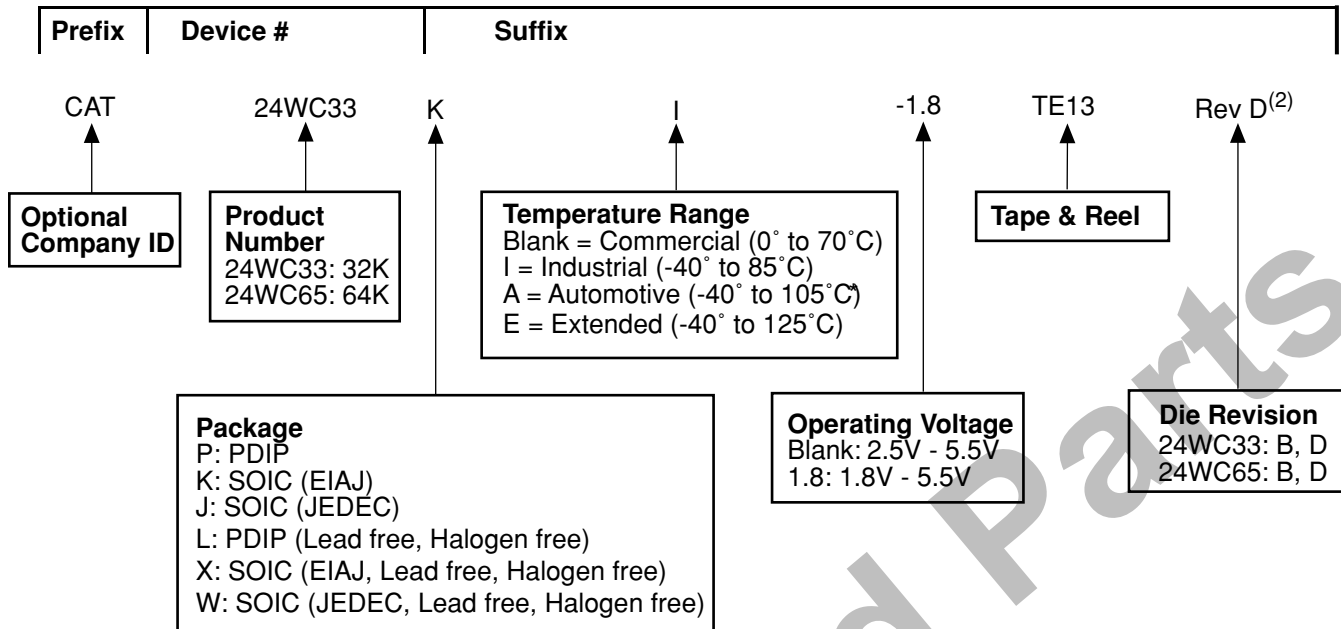 Prefix Device # Suffix
CAT 24WC33 K I -1.8 TE13 Rev D(2)
Optional
Company ID
Product
Number
24WC33: 32K
24WC65: 64K
Temperature Range
Blank = Commercial (0˚ to 70˚C)
I = Industrial (-40˚ to 85˚C)
A = Automotive (-40˚ to 105˚C)*
E = Extended (-40˚ to 125˚C)
Tape & Reel
Package
P: PDIP
K: SOIC (EIAJ)
J: SOIC (JEDEC)
L: PDIP (Lead free, Halogen free)
X: SOIC (EIAJ, Lead free, Halogen free)
W: SOIC (JEDEC, Lead free, Halogen free)
Operating Voltage
Blank: 2.5V - 5.5V
1.8: 1.8V - 5.5V
Die Revision
24WC33: B, D
24WC65: B, D
d Parts